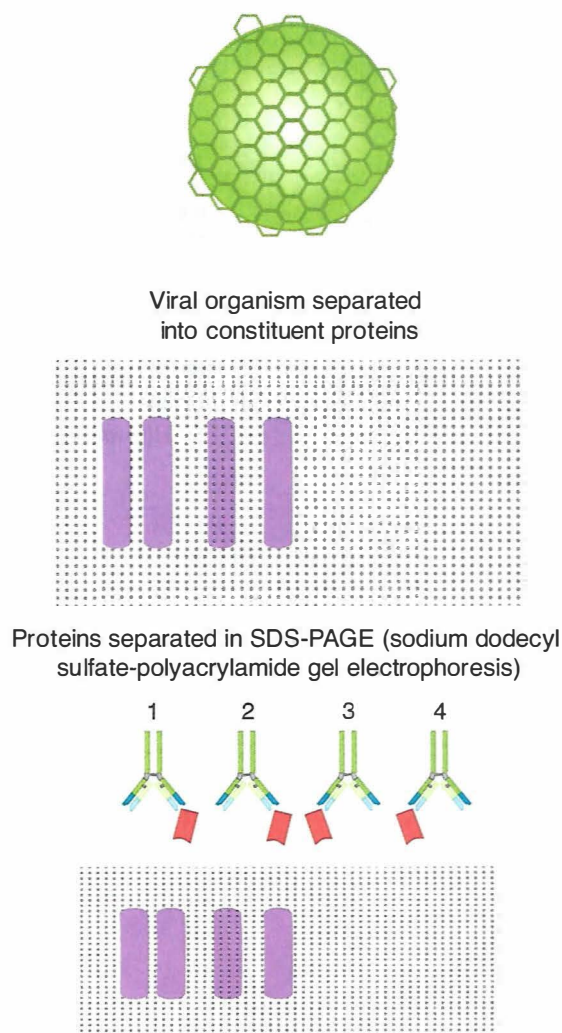 Viral organism separated
into constituent proteins
Proteins separated in SDS-PAGE (sodium dodecyl
sulfate-polyacrylamide gel electrophoresis)
1 2 3 4